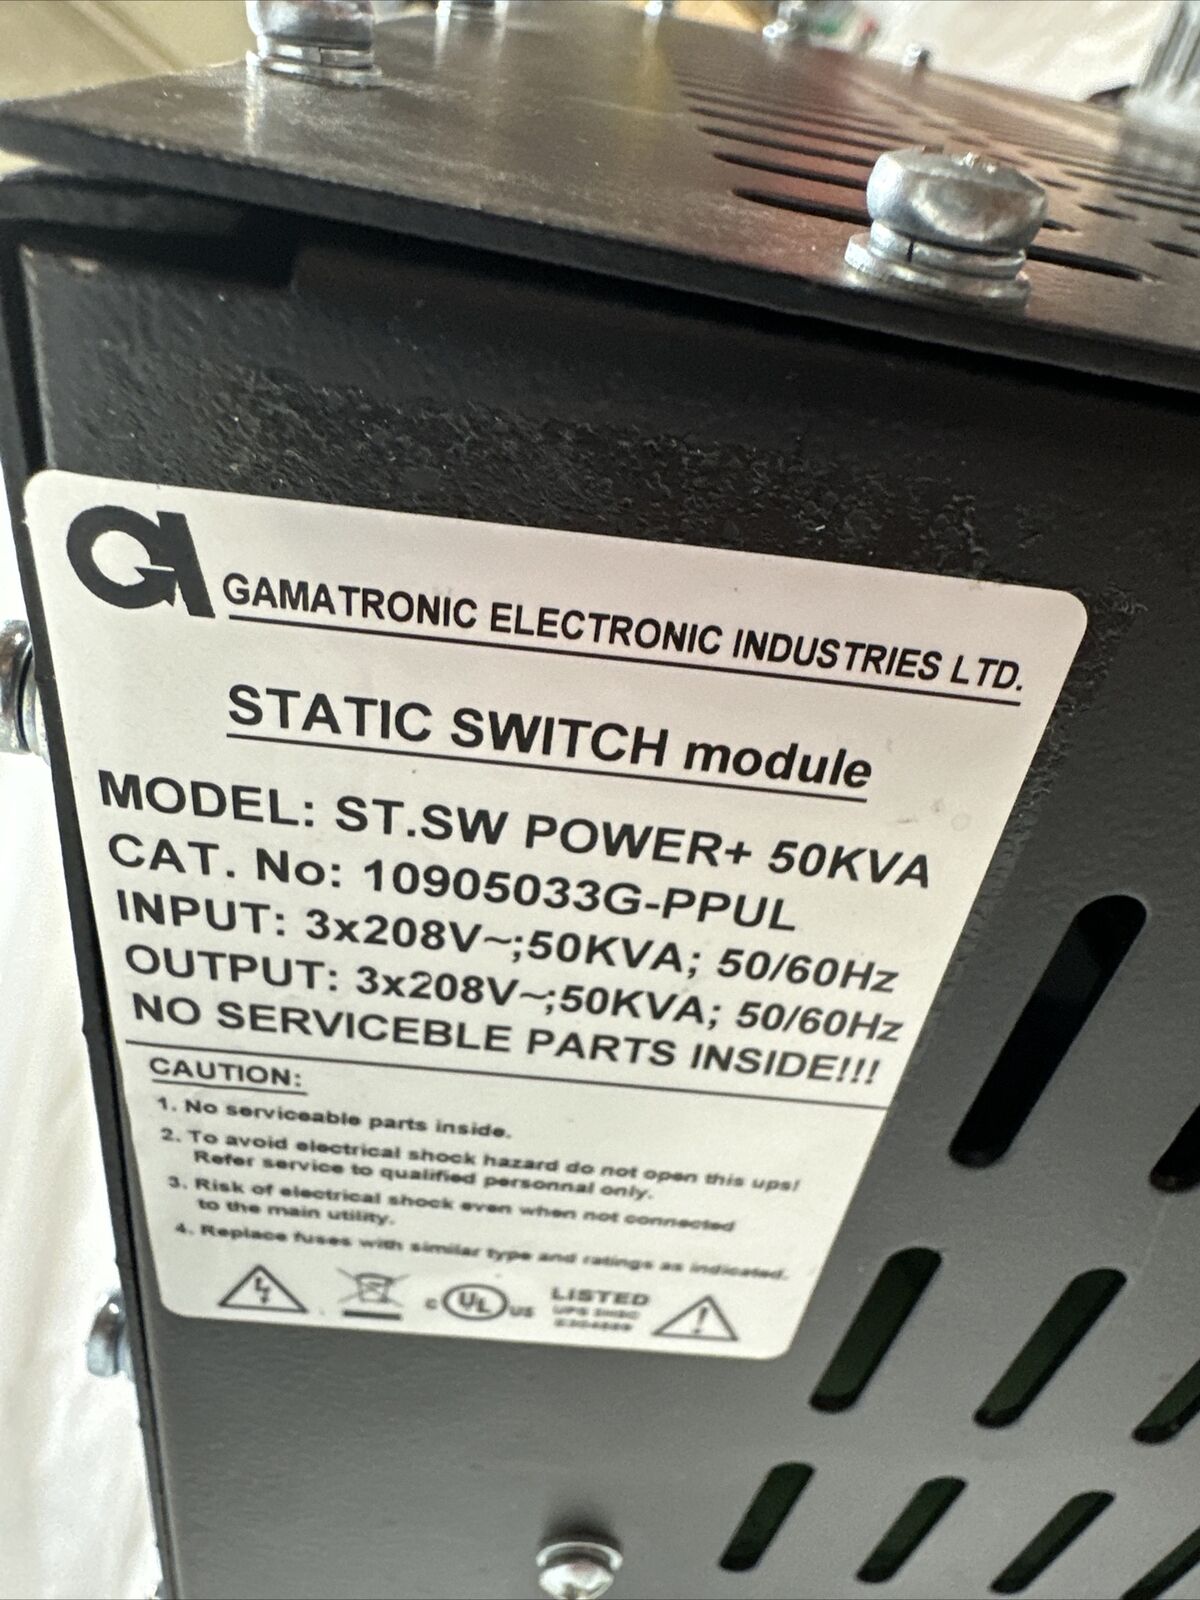 GAMATRONIC ELECTRONIC INDUSTRIES LTD.
STATIC SWITCH module
MODEL: ST.SW POWER+ 50KVA
CAT. No: 10905033G-PPUL
INPUT: 3x208V~;50KVA; 50/60Hz
OUTPUT: 3x208V~;50KVA; 50/60Hz
NO SERVICEBLE PARTS INSIDE!!!
CAUTION:
1. No serviceable parts inside.
2. To avoid electrical shock hazard do not open this ups!
Refer service to qualified personnal only.
3. Risk of electrical shock even when not connected
to the main utility.
4. Replace fuses with similar type and ratings as indicated.
C UL US
LISTED
UPS